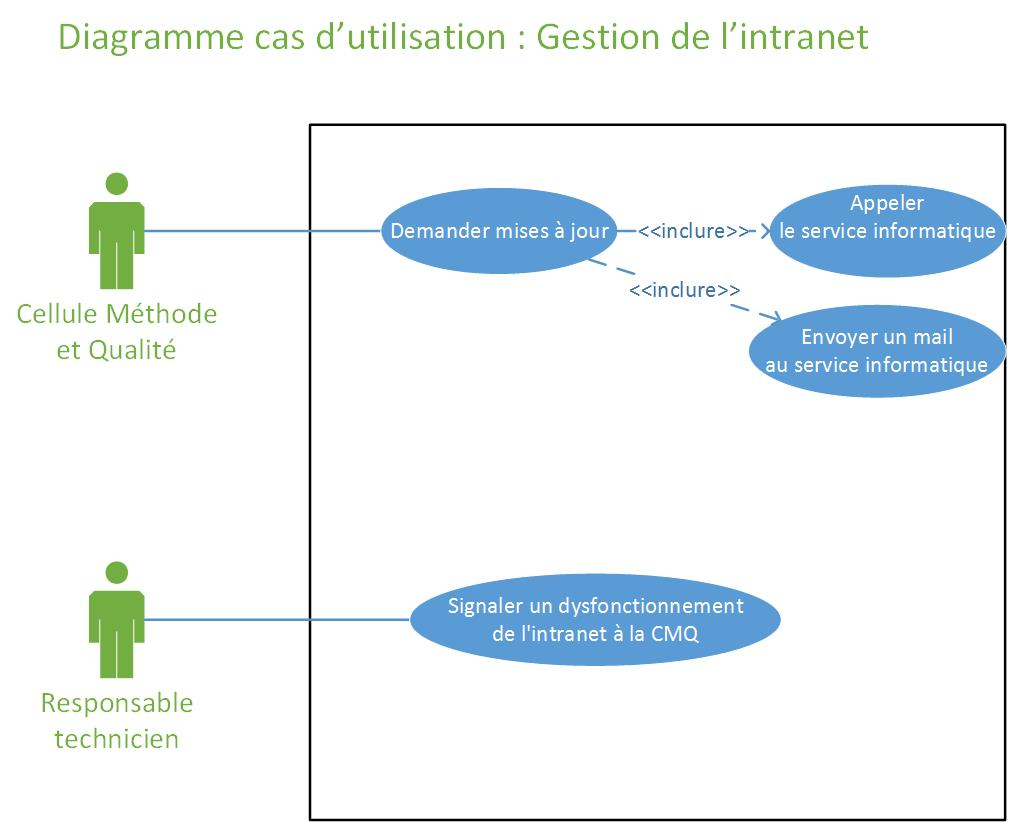 Diagramme cas d’utilisation : Gestion de l’intranet
Cellule Méthode
et Qualité
Demander mises à jour
<<inclure>>
Appeler
le service informatique
<<inclure>>
Envoyer un mail
au service informatique
Responsable
technicien
Signaler un dysfonctionnement
de l'intranet à la CMQ